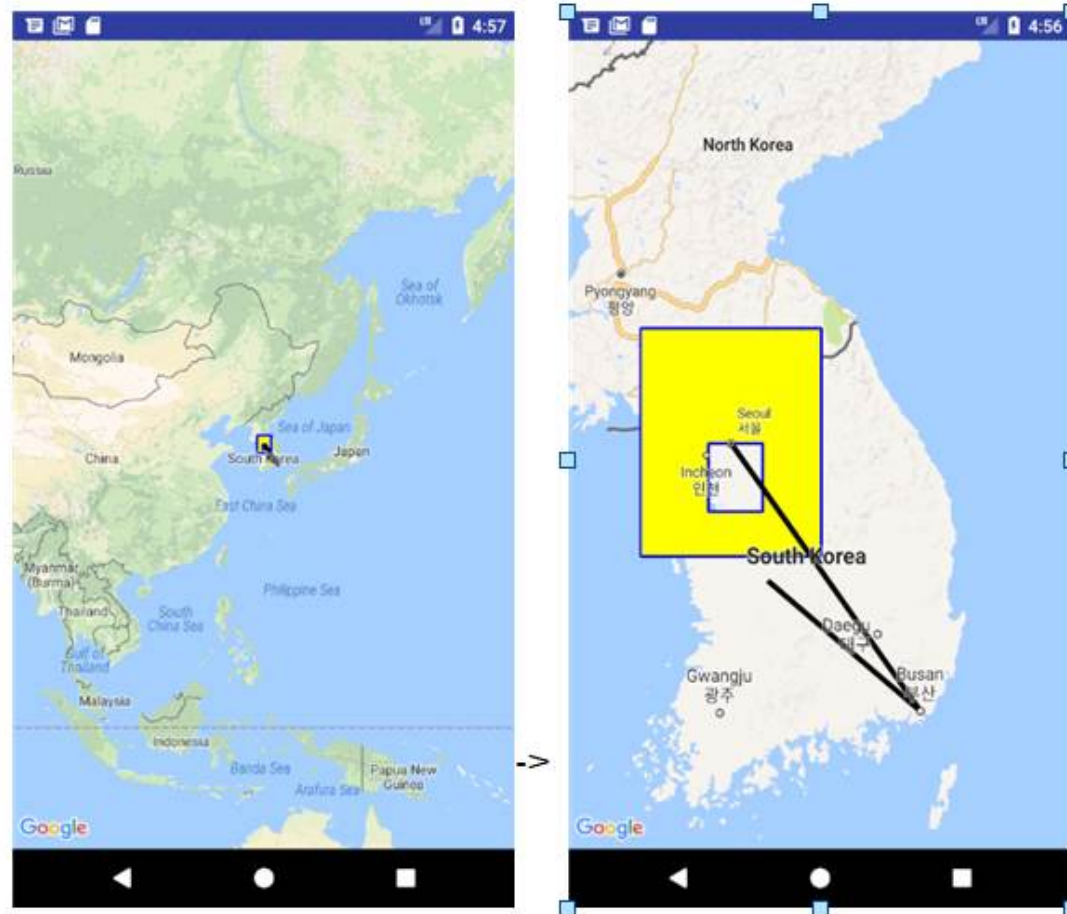 4:57
Russia
Sea of
Okhotsk
Mongolia
Sea of Japan
China
South Korea
Japan
East China Sea
Myanmar
(Burma)
Philippine Sea
Thailand
South
China Sea
Gulf of
Thailand
Malaysia
Indonesia
Banda Sea
Papua New
Guinea
Arafura Sea
Google
->
4:56
North Korea
Pyongyang
평양
Seoul
서울
Incheon
인천
South Korea
Daegu
대구
Busan
부산
Gwangju
광주
Google